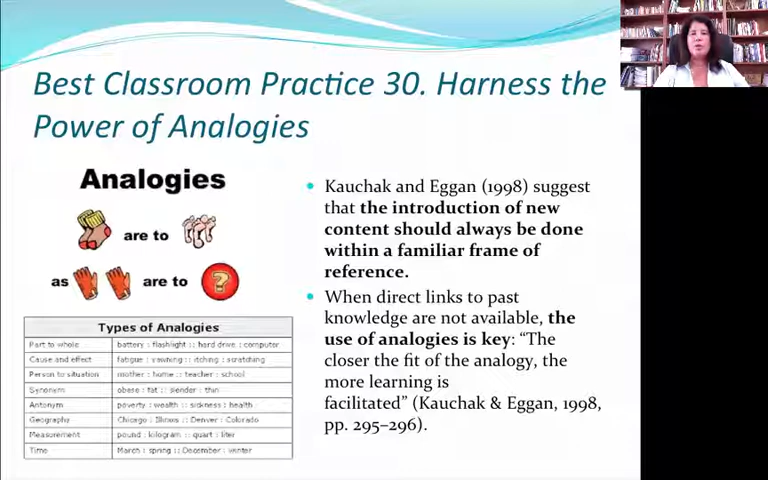 Best Classroom Practice 30. Harness the
Power of Analogies
Analogies
are to
as are to
?
Types of Analogies
Part to whole battery : flashlight :: hard drive : computer
Cause and effect fatigue : yawning :: itching : scratching
Person to situation mother : home :: teacher : school
Synonym obese : fat :: slender : thin
Antonym poverty : wealth :: sickness : health
Geography Chicago : Illinois :: Denver : Colorado
Measurement pound : kilogram :: quart : liter
Time March : spring :: December : winter
• Kauchak and Eggan (1998) suggest
that the introduction of new
content should always be done
within a familiar frame of
reference.
• When direct links to past
knowledge are not available, the
use of analogies is key: “The
closer the fit of the analogy, the
more learning is
facilitated” (Kauchak & Eggan, 1998,
pp. 295–296).